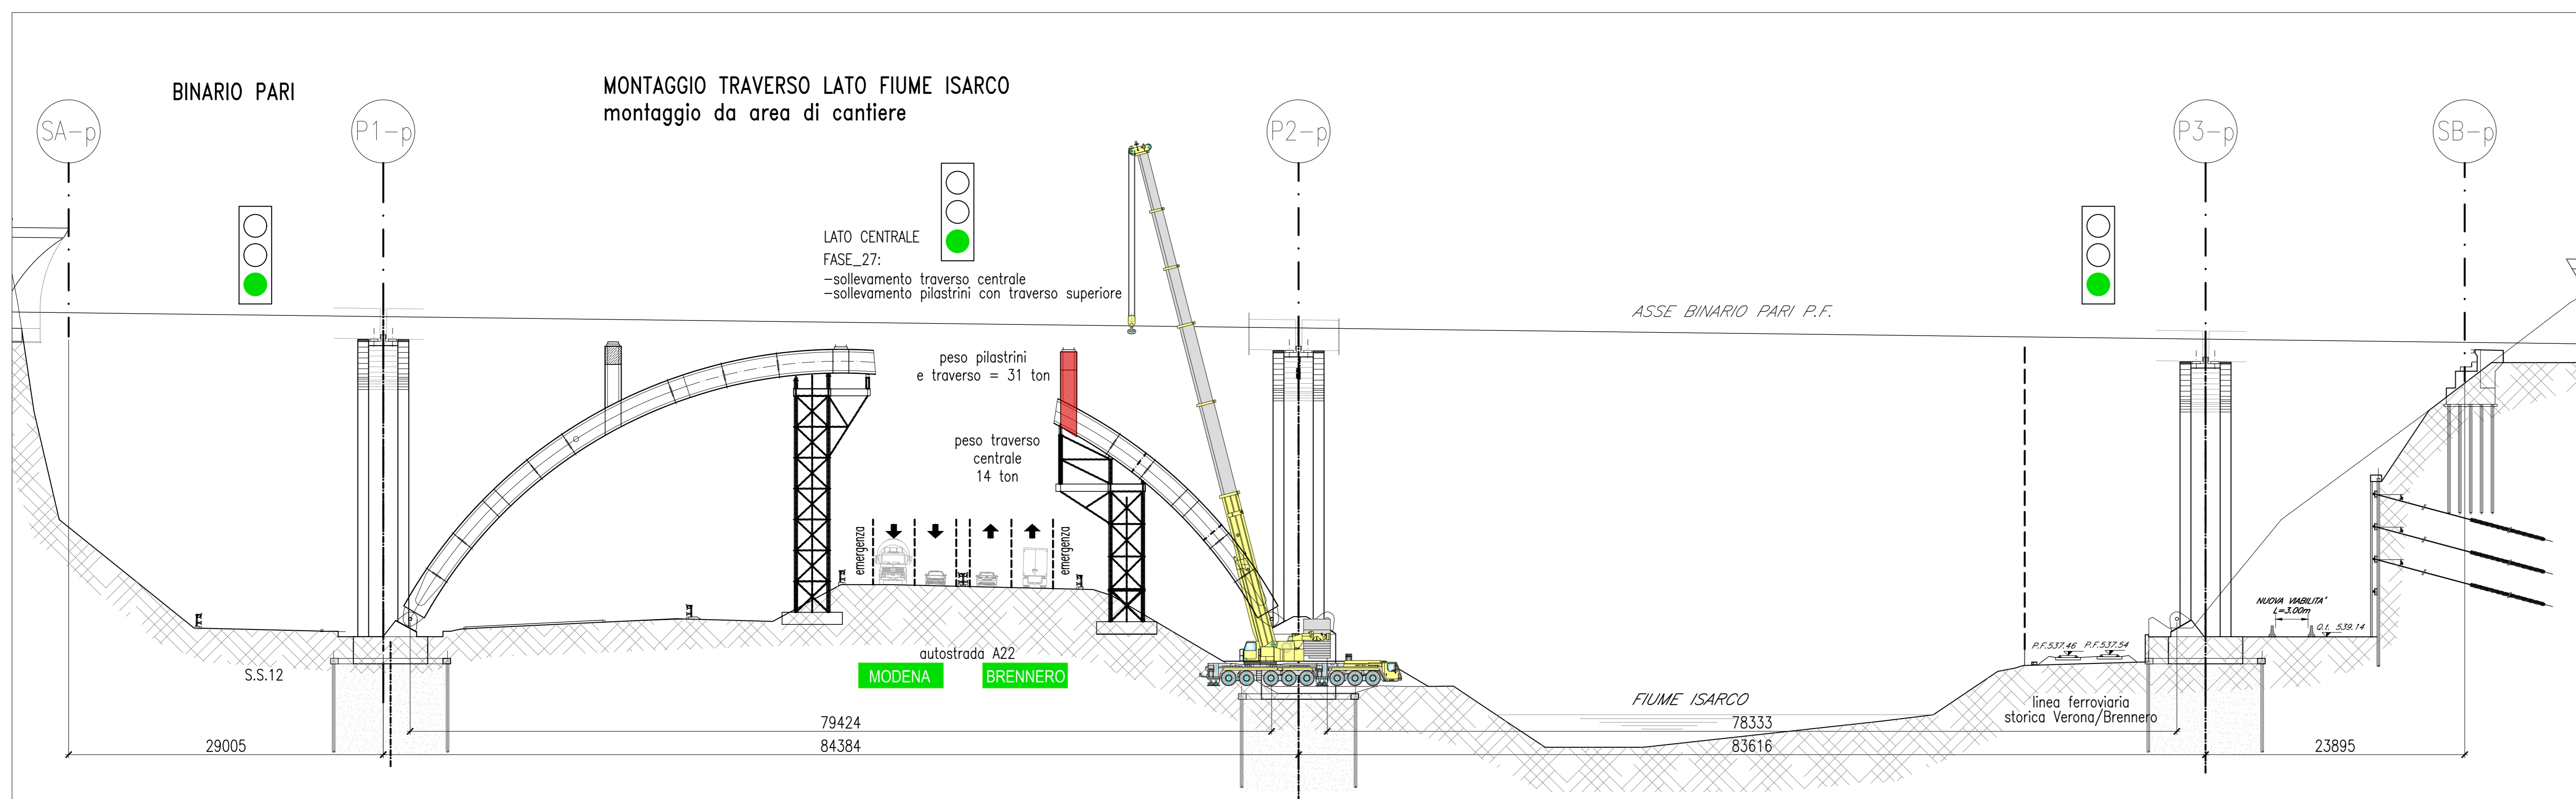 BINARIO PARI
MONTAGGIO TRAVERSO LATO FIUME ISARCO
montaggio da area di cantiere
SA-p
P1-p
P2-p
P3-p
SB-p
LATO CENTRALE
FASE_27:
-sollevamento traverso centrale
-sollevamento pilastrini con traverso superiore
ASSE BINARIO PARI P.F.
peso pilastrini
e traverso = 31 ton
peso traverso
centrale
14 ton
emergenza
emergenza
NUOVA VIABILITA'
L=3.00m
Q.t. 539.14
P.F.537.46
P.F.537.54
S.S.12
autostrada A22
MODENA
BRENNERO
FIUME ISARCO
linea ferroviaria
storica Verona/Brennero
79424
78333
29005
84384
83616
23895